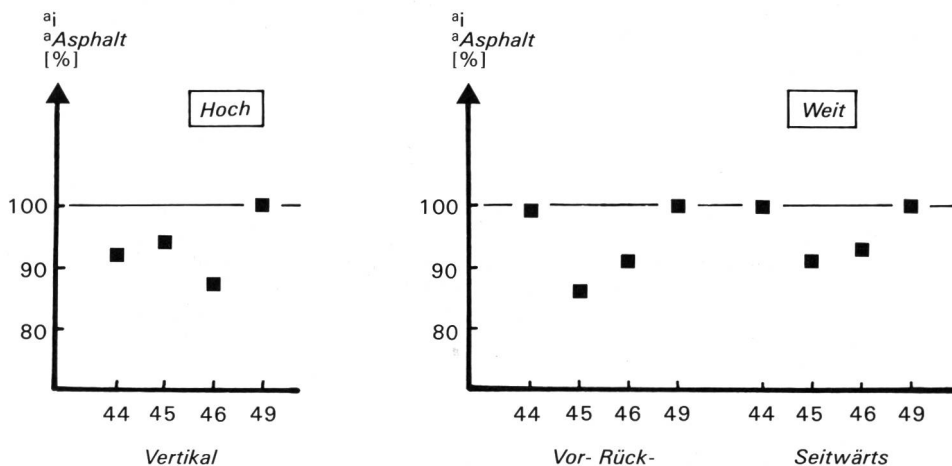 ai
aAsphalt
[%]
Hoch
100
90
80
44 45 46 49
Vertikal
ai
aAsphalt
[%]
Weit
100
90
80
44 45 46 49 44 45 46 49
Vor- Rück- Seitwärts